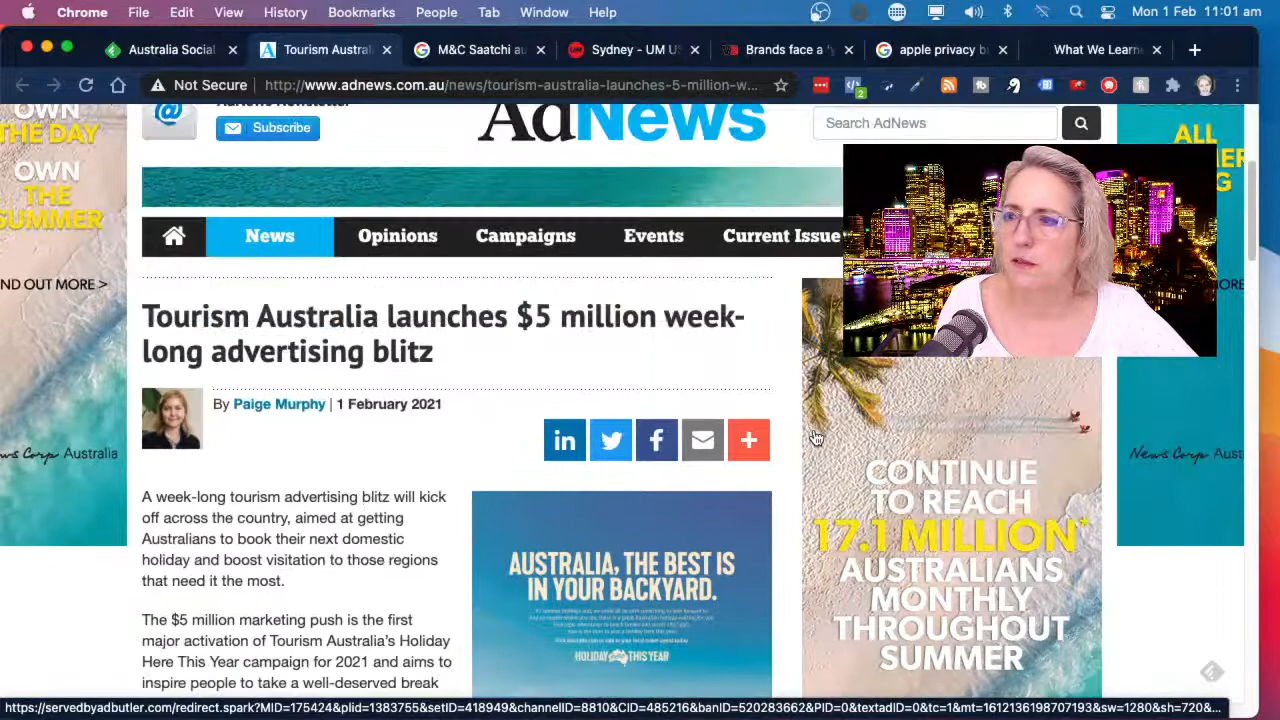 Chrome File Edit View History Bookmarks People Tab Window Help Mon 1 Feb 11:01 am
Australia Social
Tourism Austral
M&C Saatchi au
Sydney - UM U
Brands face a
apple privacy b
What We Learn
Not Secure http://www.adnews.com.au/news/tourism-australia-launches-5-million-w...
2
OWN
THE DAY
OWN
THE
SUMMER
ND OUT MORE >
ws Corp Australia
@
AdNews Newsletter
Subscribe
AdNews
Search AdNews
News Opinions Campaigns Events Current Issue
Tourism Australia launches $5 million week-
long advertising blitz
By Paige Murphy | 1 February 2021
in
A week-long tourism advertising blitz will kick
off across the country, aimed at getting
Australians to book their next domestic
holiday and boost visitation to those regions
that need it the most.
The $5 million marketing push is the first
major activation of Tourism Australia's Holiday
Here This Year campaign for 2021 and aims to
inspire people to take a well-deserved break
AUSTRALIA, THE BEST IS
IN YOUR BACKYARD.
HOLIDAY THIS YEAR
CONTINUE
TO REACH
17.1 MILLION*
AUSTRALIANS
MONTHLY
THROUGHOUT
SUMMER
ALL
ER
G
ORE
News Corp Aust
https://servedbyadbutler.com/redirect.spark?MID=175424&plid=1383755&setID=418949&channelID=8810&CID=485216&banID=520283662&PID=0&textadID=0&tc=1&mt=1612136198707193&sw=1280&sh=720&...